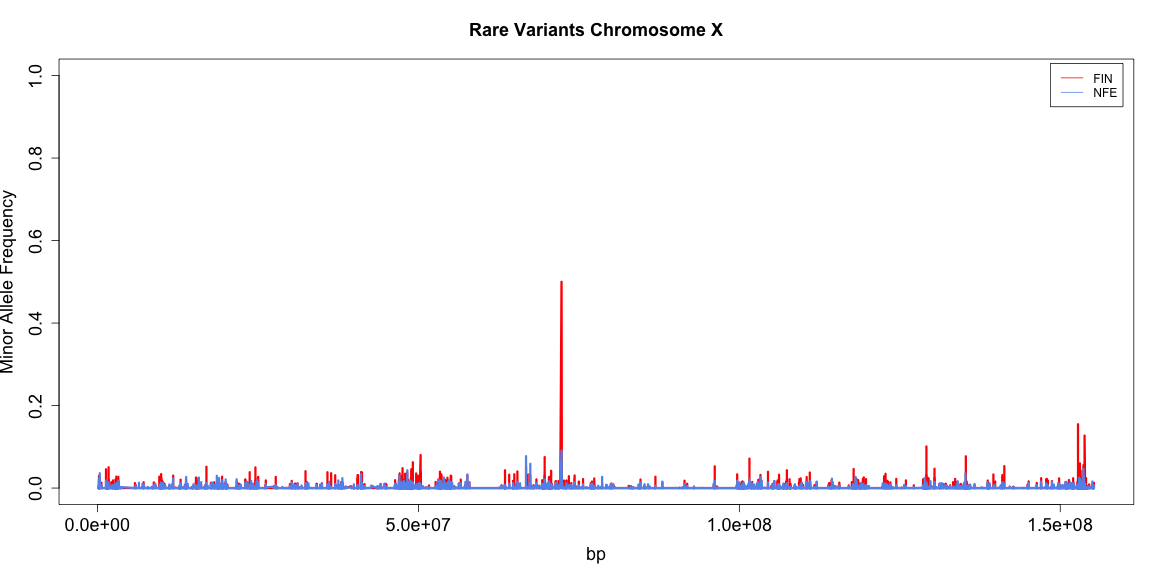 Rare Variants Chromosome X
FIN
NFE
Minor Allele Frequency
1.0
0.8
0.6
0.4
0.2
0.0
0.0e+00 5.0e+07 1.0e+08 1.5e+08
bp